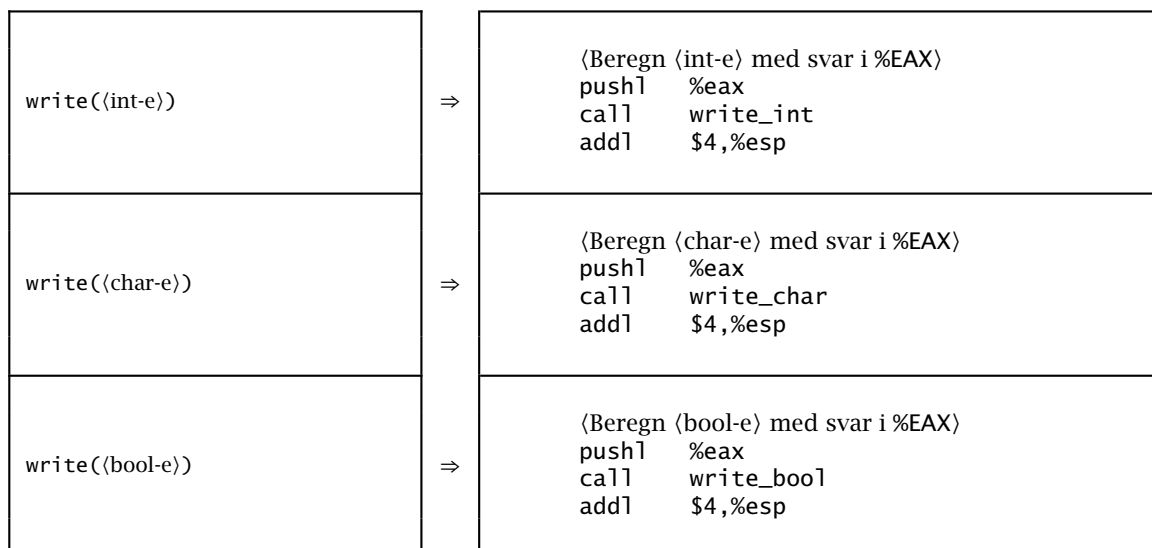 ⟨Beregn ⟨int-e⟩ med svar i %EAX⟩
pushl %eax
write(⟨int-e⟩) ⇒ call write_int
addl $4,%esp
⟨Beregn ⟨char-e⟩ med svar i %EAX⟩
pushl %eax
write(⟨char-e⟩) ⇒ call write_char
addl $4,%esp
⟨Beregn ⟨bool-e⟩ med svar i %EAX⟩
pushl %eax
write(⟨bool-e⟩) ⇒ call write_bool
addl $4,%esp